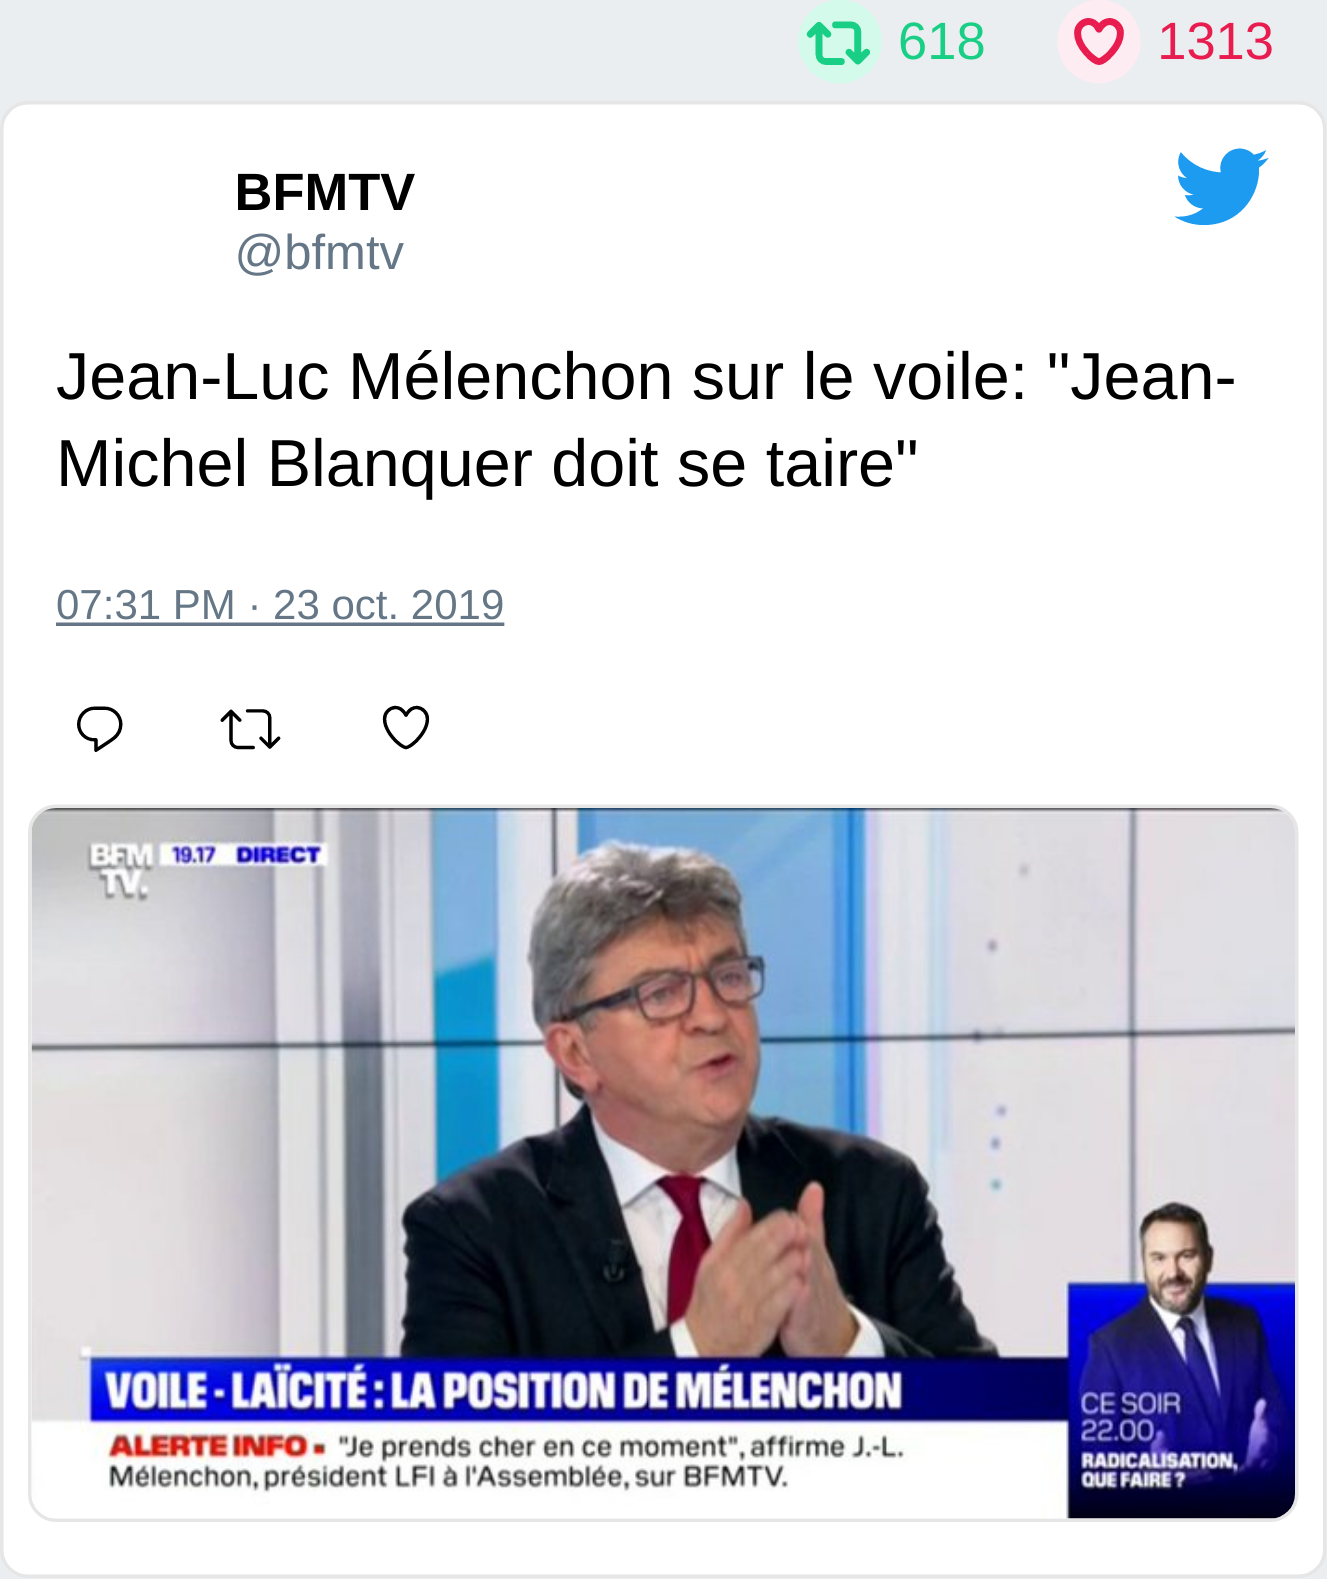 618 1313
BFMTV
@bfmtv
Jean-Luc Mélenchon sur le voile: "Jean-
Michel Blanquer doit se taire"
07:31 PM · 23 oct. 2019
BFM 19.17 DIRECT
TV.
VOILE - LAÏCITÉ : LA POSITION DE MÉLENCHON
ALERTE INFO ▪ "Je prends cher en ce moment", affirme J.-L.
Mélenchon, président LFI à l'Assemblée, sur BFMTV.
CE SOIR
22.00
RADICALISATION,
QUE FAIRE ?